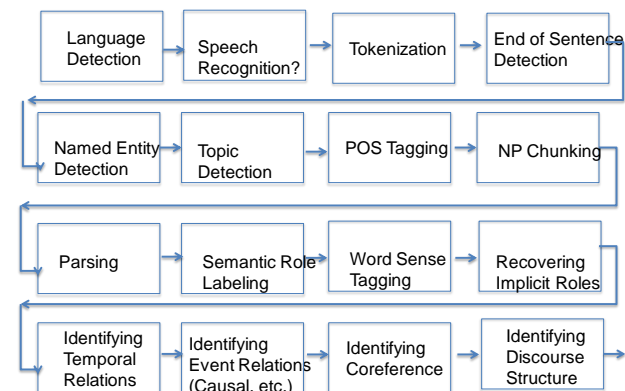 Language
Detection
Speech
Recognition?
Tokenization
End of Sentence
Detection
Named Entity
Detection
Topic
Detection
POS Tagging
NP Chunking
Parsing
Semantic Role
Labeling
Word Sense
Tagging
Recovering
Implicit Roles
Identifying
Temporal
Relations
Identifying
Event Relations
(Causal, etc.)
Identifying
Coreference
Identifying
Discourse
Structure